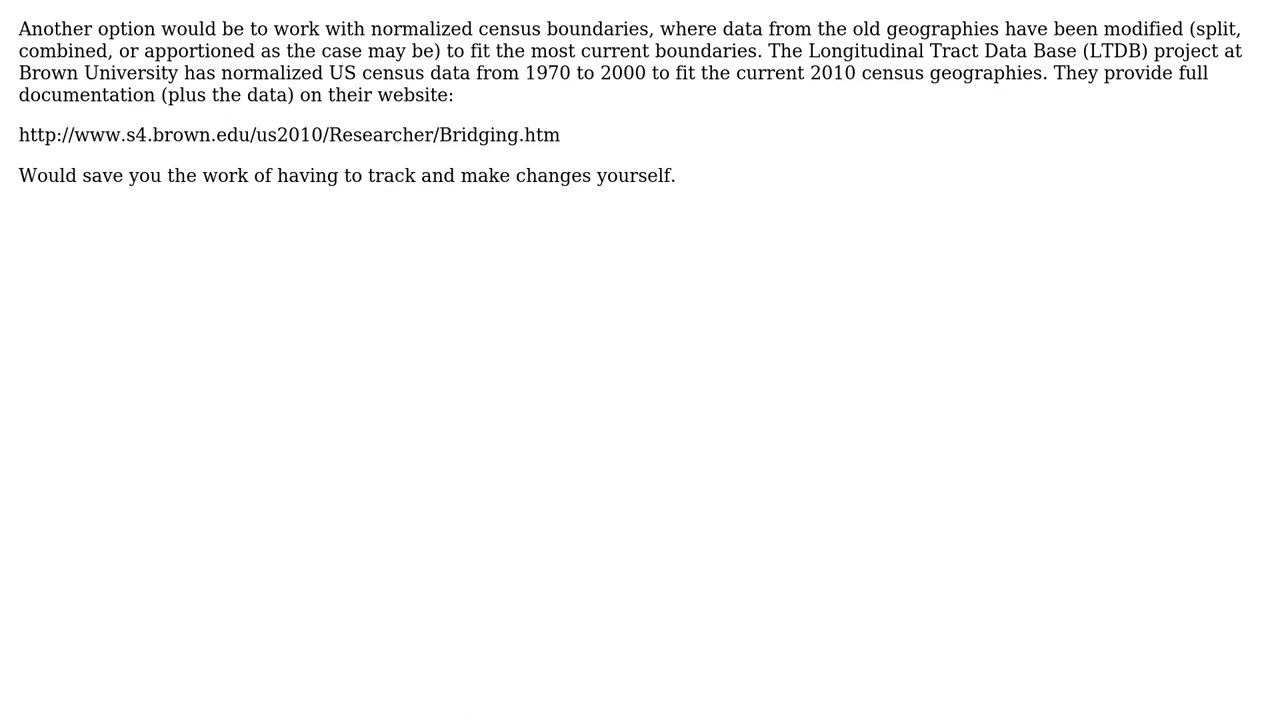 Another option would be to work with normalized census boundaries, where data from the old geographies have been modified (split,
combined, or apportioned as the case may be) to fit the most current boundaries. The Longitudinal Tract Data Base (LTDB) project at
Brown University has normalized US census data from 1970 to 2000 to fit the current 2010 census geographies. They provide full
documentation (plus the data) on their website:
http://www.s4.brown.edu/us2010/Researcher/Bridging.htm
Would save you the work of having to track and make changes yourself.